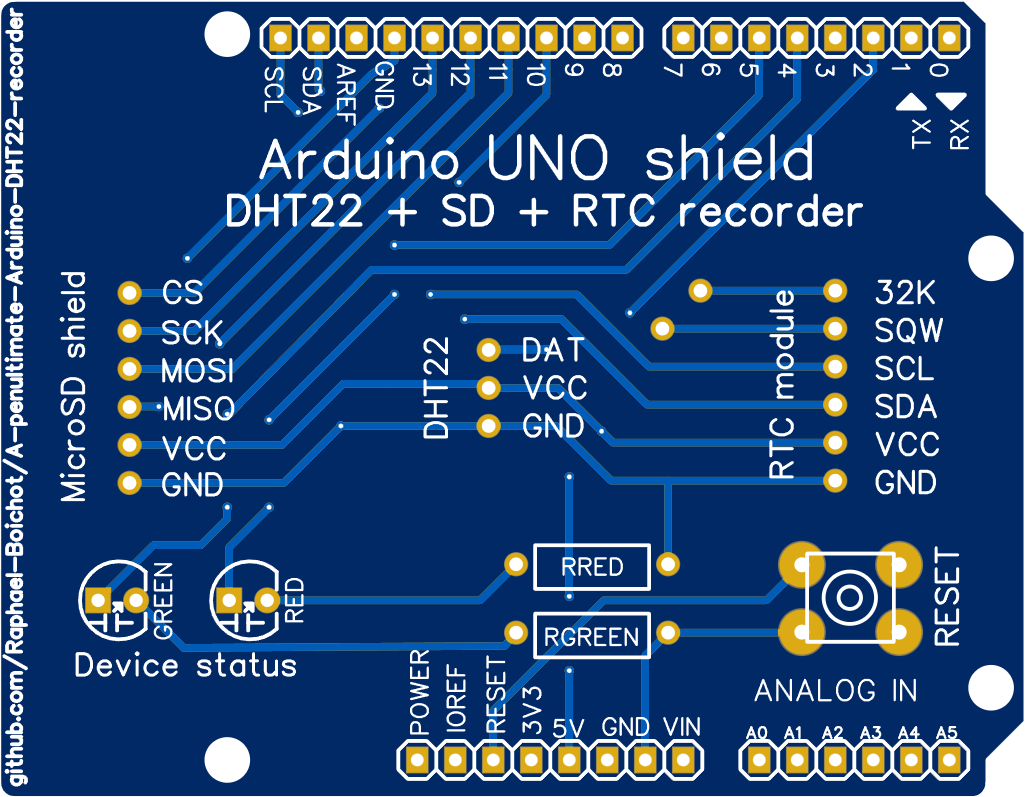 github.com/Raphael-Boichot/A-penultimate-Arduino-DHT22-recorder
SCL
SDA
AREF
GND
13
12
11
10
9
8
7
6
5
4
3
2
1
0
TX
RX
Arduino UNO shield
DHT22 + SD + RTC recorder
MicroSD shield
CS
SCK
MOSI
MISO
VCC
GND
DHT22
DAT
VCC
GND
RTC module
32K
SQW
SCL
SDA
VCC
GND
GREEN
RED
Device status
RRED
RGREEN
RESET
POWER
IOREF
RESET
3V3
5V
GND
VIN
ANALOG IN
A0
A1
A2
A3
A4
A5